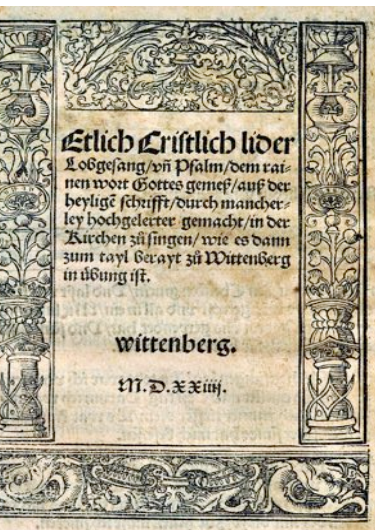 Etlich Cristlich lider
Lobgesang/vñ Psalm/dem rai-
nen wort Gottes gemeß/auß der
heyligē schrifft/durch mancher-
ley hochgelerter gemacht/in der
Kirchen zů singen/wie es dann
zum tayl berayt zů Wittenberg
in übung ist.
wittenberg.
M.D.XXiiij.